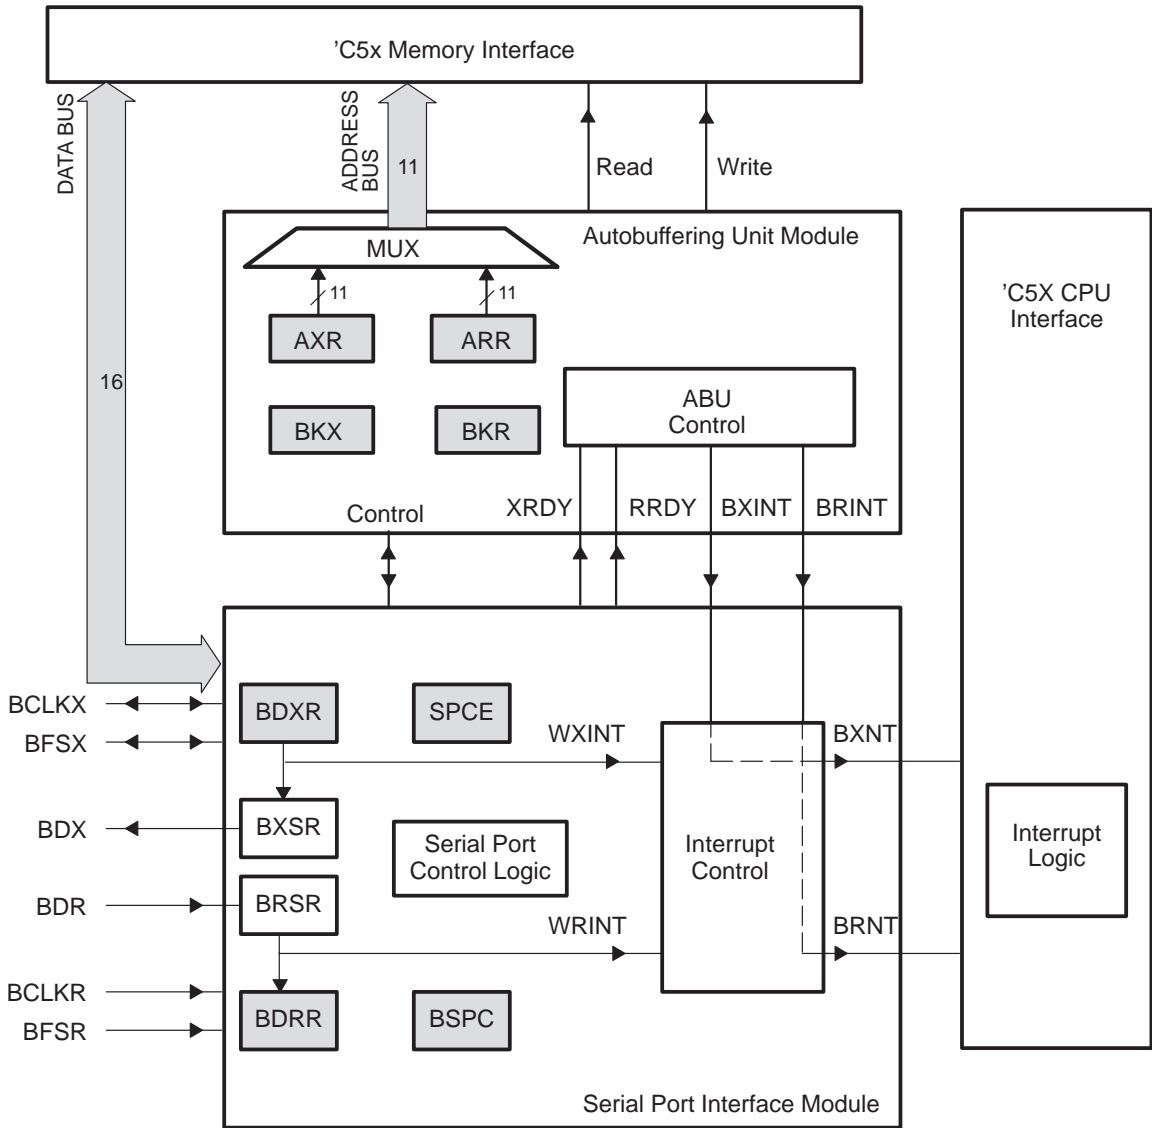 'C5x Memory Interface
DATA BUS
ADDRESS
BUS
11
Read
Write
Autobuffering Unit Module
MUX
11
11
'C5X CPU
Interface
AXR
ARR
16
ABU
Control
BKX
BKR
Control
XRDY
RRDY
BXINT
BRINT
BCLKX
BDXR
SPCE
BFSX
WXINT
BXNT
BDX
BXSR
Serial Port
Control Logic
Interrupt
Control
Interrupt
Logic
BDR
BRSR
WRINT
BRNT
BCLKR
BFSR
BDRR
BSPC
Serial Port Interface Module